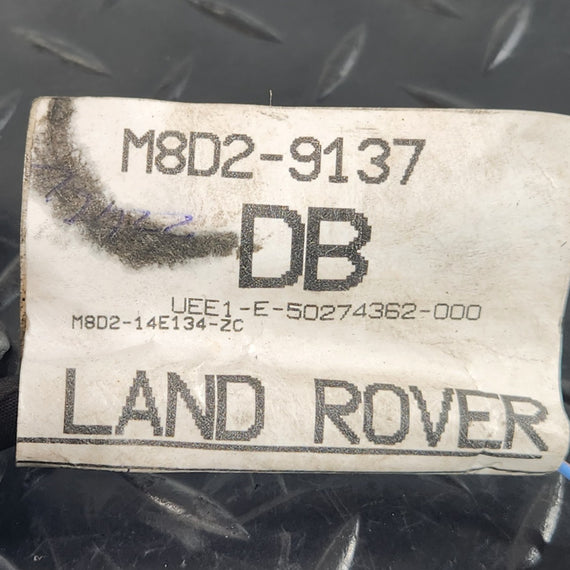 M8D2-9137
DB
UEE1-E-50274362-000
M8D2-14E134-ZC
LAND ROVER